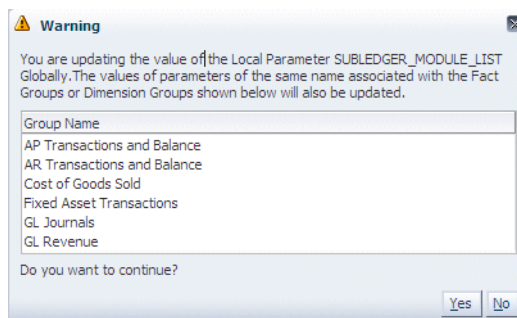 Warning
You are updating the value of the Local Parameter SUBLEDGER_MODULE_LIST
Globally.The values of parameters of the same name associated with the Fact
Groups or Dimension Groups shown below will also be updated.
Group Name
AP Transactions and Balance
AR Transactions and Balance
Cost of Goods Sold
Fixed Asset Transactions
GL Journals
GL Revenue
Do you want to continue?
Yes No